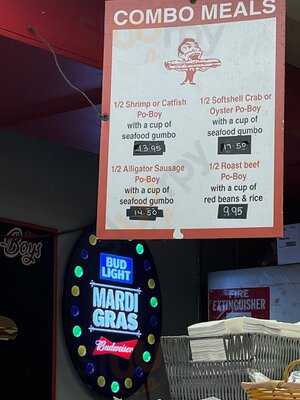 COMBO MEALS
1/2 Shrimp or Catfish
Po-Boy
with a cup of
seafood gumbo
13.95
1/2 Softshell Crab or
Oyster Po-Boy
with a cup of
seafood gumbo
17.50
1/2 Alligator Sausage
Po-Boy
with a cup of
seafood gumbo
14.50
1/2 Roast beef
Po-Boy
with a cup of
red beans & rice
9.95
BUD
LIGHT
MARDI
GRAS
Budweiser
FIRE
EXTINGUISHER